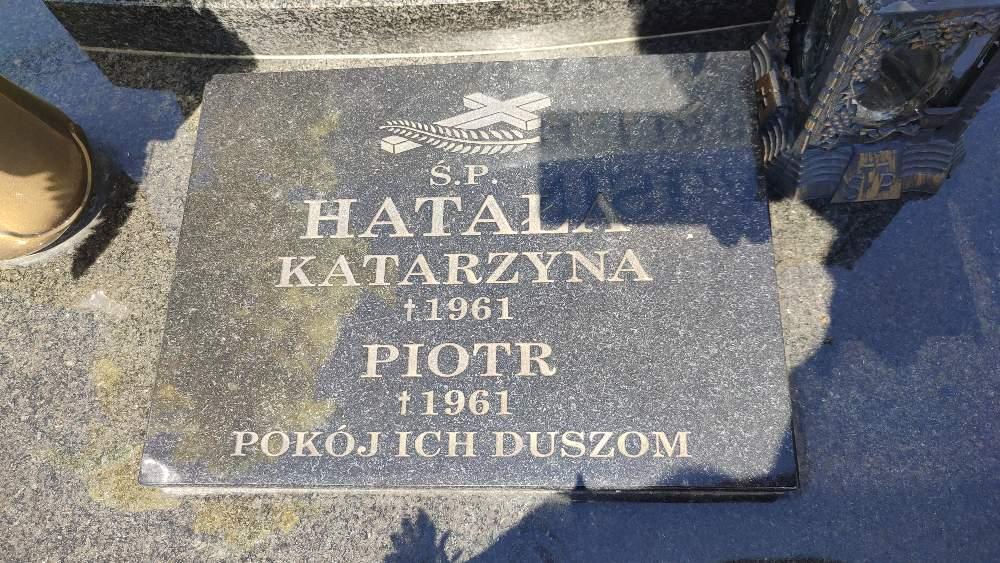 Ś.P.
HATAŁA
KATARZYNA
†1961
PIOTR
†1961
POKÓJ ICH DUSZOM